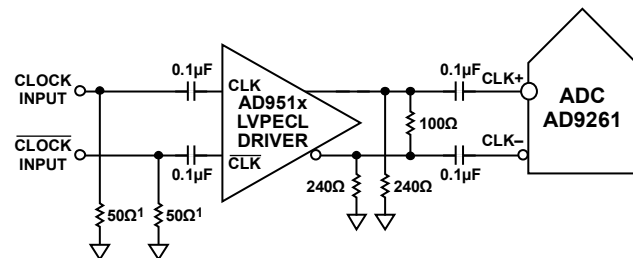 CLOCK
INPUT
0.1µF
CLK
AD951x
LVPECL
DRIVER
0.1µF
CLK+
ADC
AD9261
100Ω
CLOCK
INPUT
CLK
0.1µF
CLK–
0.1µF
240Ω
240Ω
50Ω¹
50Ω¹